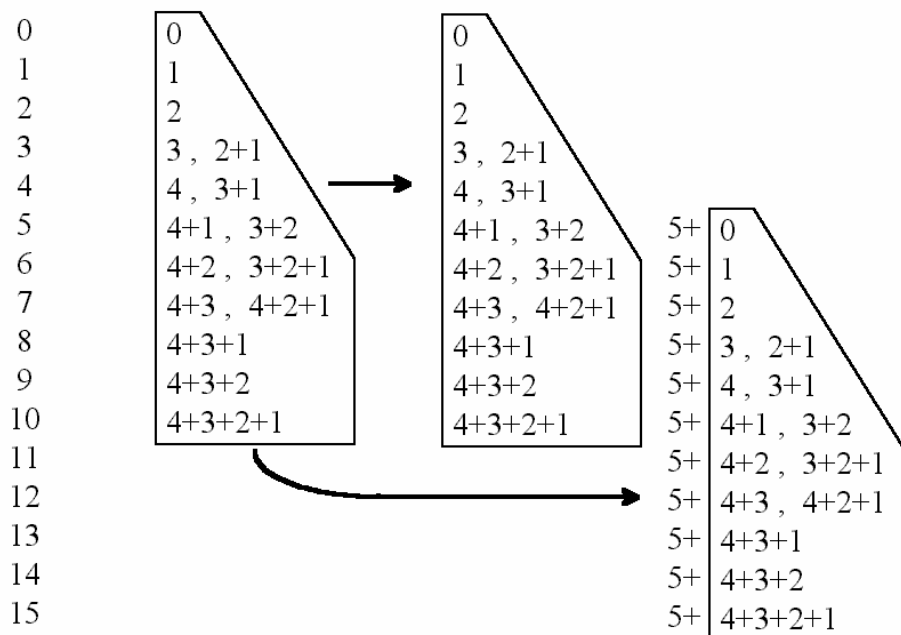 0 0 0
1 1 1
2 2 2
3 3 , 2+1 3 , 2+1
4 4 , 3+1 4 , 3+1
5 4+1 , 3+2 4+1 , 3+2 5+ 0
6 4+2 , 3+2+1 4+2 , 3+2+1 5+ 1
7 4+3 , 4+2+1 4+3 , 4+2+1 5+ 2
8 4+3+1 4+3+1 5+ 3 , 2+1
9 4+3+2 4+3+2 5+ 4 , 3+1
10 4+3+2+1 4+3+2+1 5+ 4+1 , 3+2
11 5+ 4+2 , 3+2+1
12 5+ 4+3 , 4+2+1
13 5+ 4+3+1
14 5+ 4+3+2
15 5+ 4+3+2+1